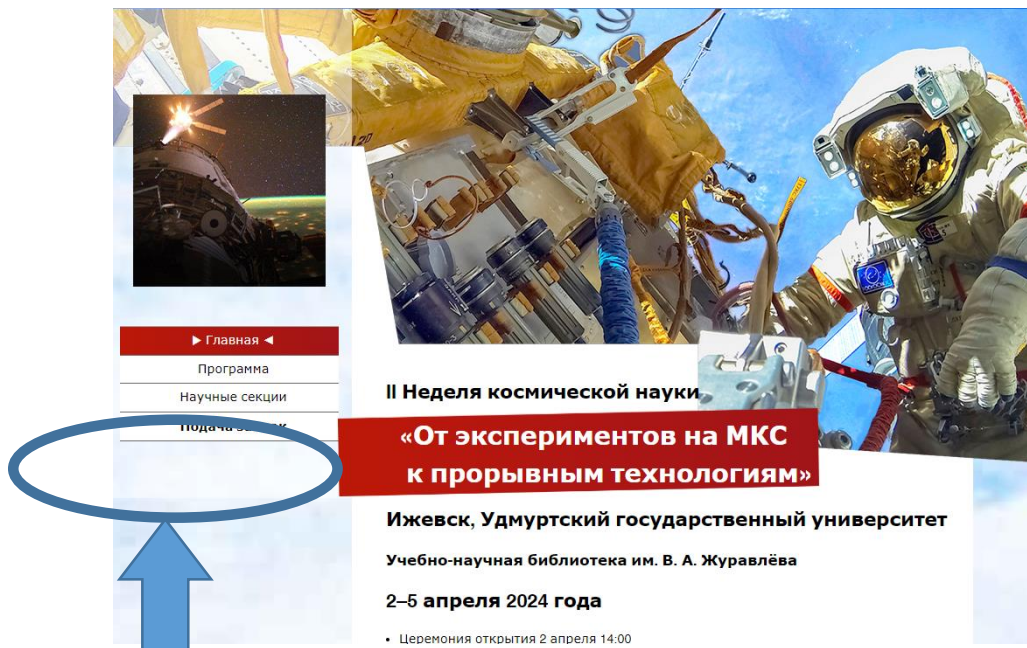 ► Главная ◄
Программа
Научные секции
Подача
II Неделя космической науки
«От экспериментов на МКС
к прорывным технологиям»
Ижевск, Удмуртский государственный университет
Учебно-научная библиотека им. В. А. Журавлёва
2–5 апреля 2024 года
• Церемония открытия 2 апреля 14:00